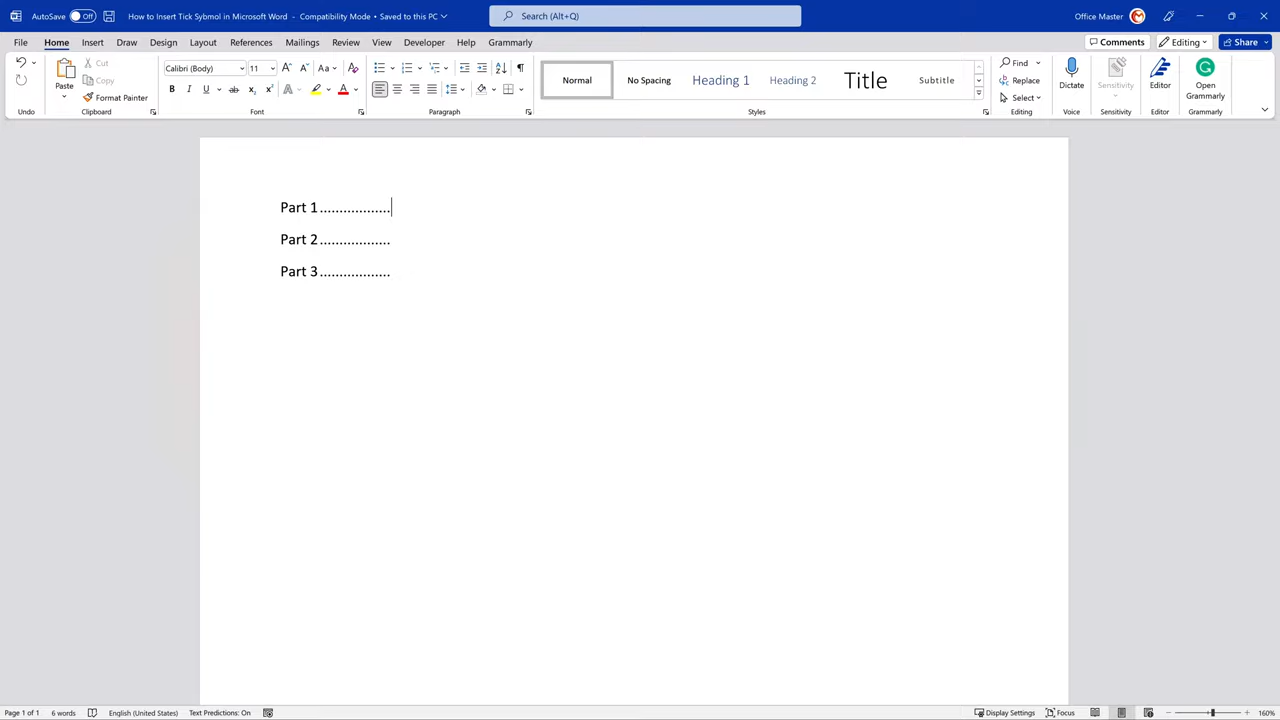 AutoSave Off How to Insert Tick Sybmol in Microsoft Word - Compatibility Mode • Saved to this PC Search (Alt+Q) Office Master
File Home Insert Draw Design Layout References Mailings Review View Developer Help Grammarly Comments Editing Share
Paste Cut Copy Format Painter
Calibri (Body) 11
Normal No Spacing Heading 1 Heading 2 Title Subtitle
Find Replace Select
Dictate Sensitivity Editor Open Grammarly
Undo Clipboard Font Paragraph Styles Editing Voice Sensitivity Editor Grammarly
Part 1..................
Part 2..................
Part 3..................
Page 1 of 1 6 words English (United States) Text Predictions: On Display Settings Focus 160%